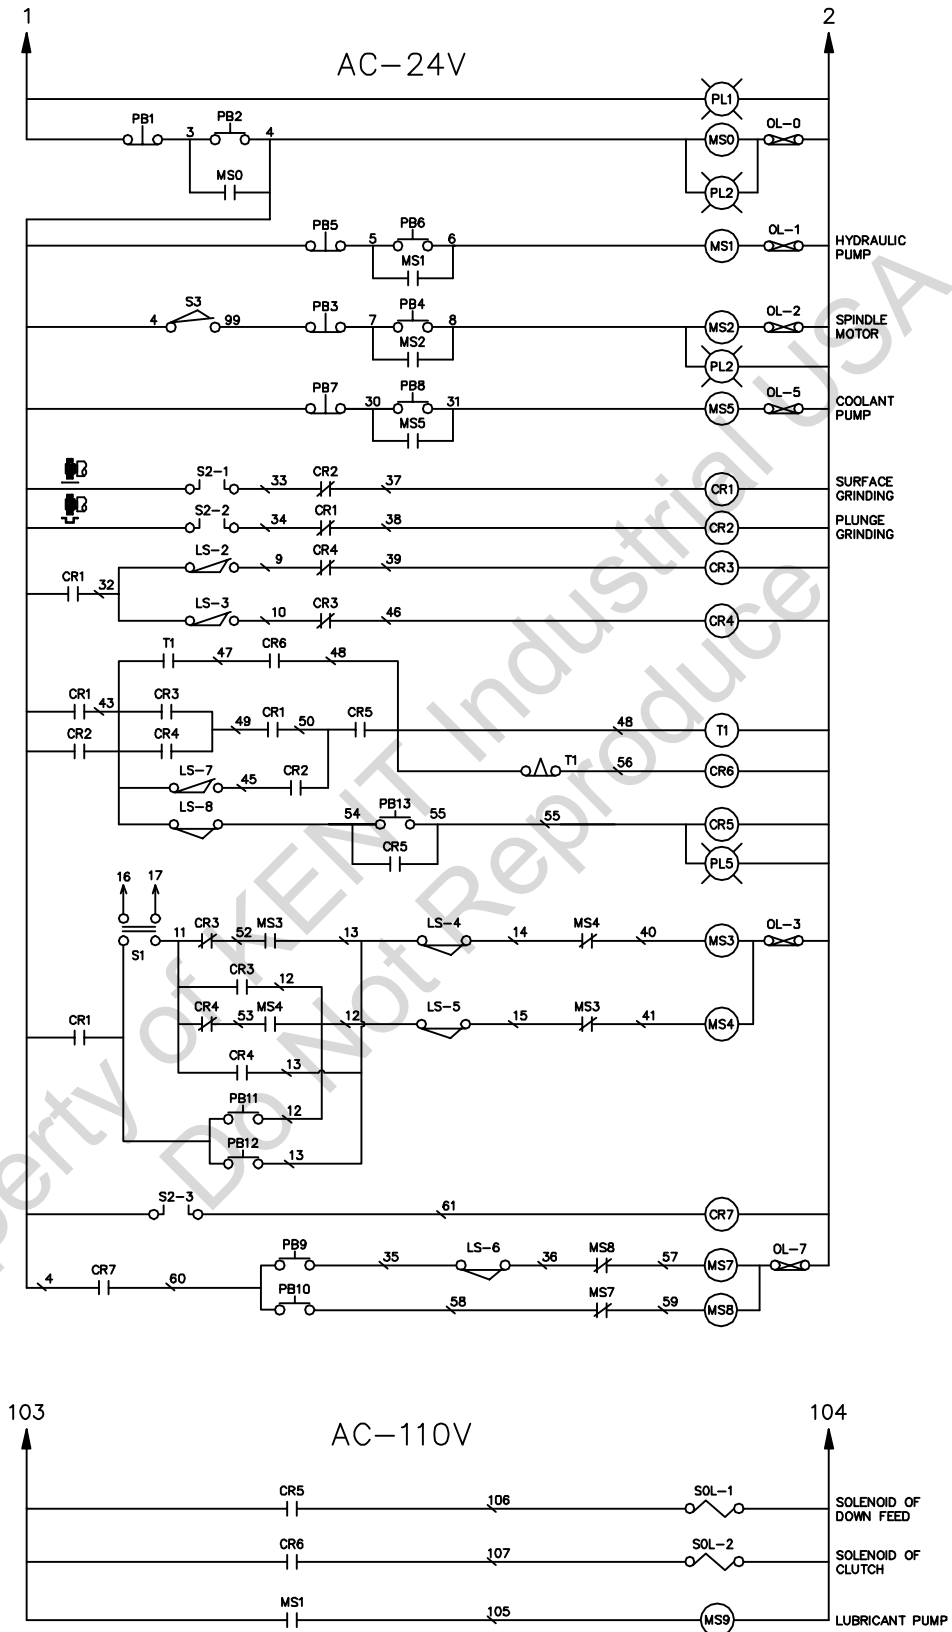 1 2
AC-24V
PL1
PB1 3 PB2 4 MS0 OL-0
MS0 PL2
PB5 5 PB6 6 MS1 OL-1 HYDRAULIC
PUMP
MS1
4 S3 99 PB3 7 PB4 8 MS2 OL-2 SPINDLE
MOTOR
MS2 PL2
PB7 30 PB8 31 MS5 OL-5 COOLANT
PUMP
MS5
S2-1 33 CR2 37 CR1 SURFACE
GRINDING
S2-2 34 CR1 38 CR2 PLUNGE
GRINDING
LS-2 9 CR4 39 CR3
CR1 32
LS-3 10 CR3 46 CR4
T1 47 CR6 48
CR1 43 CR3
49 CR1 50 CR5 48 T1
CR2 CR4
T1 56 CR6
LS-7 45 CR2
LS-8 54 PB13 55 55 CR5
CR5 PL5
16 17
S1 11 CR3 52 MS3 13 LS-4 14 MS4 40 MS3 OL-3
CR3 12
CR4 53 MS4 12 LS-5 15 MS3 41 MS4
CR1
CR4 13
PB11 12
PB12 13
S2-3 61 CR7
4 CR7 60 PB9 35 LS-6 36 MS8 57 MS7 OL-7
PB10 58 MS7 59 MS8
103 104
AC-110V
CR5 106 SOL-1 SOLENOID OF
DOWN FEED
CR6 107 SOL-2 SOLENOID OF
CLUTCH
MS1 105 MS9 LUBRICANT PUMP
perty of KENT Industrial USA
Do Not Reproduce